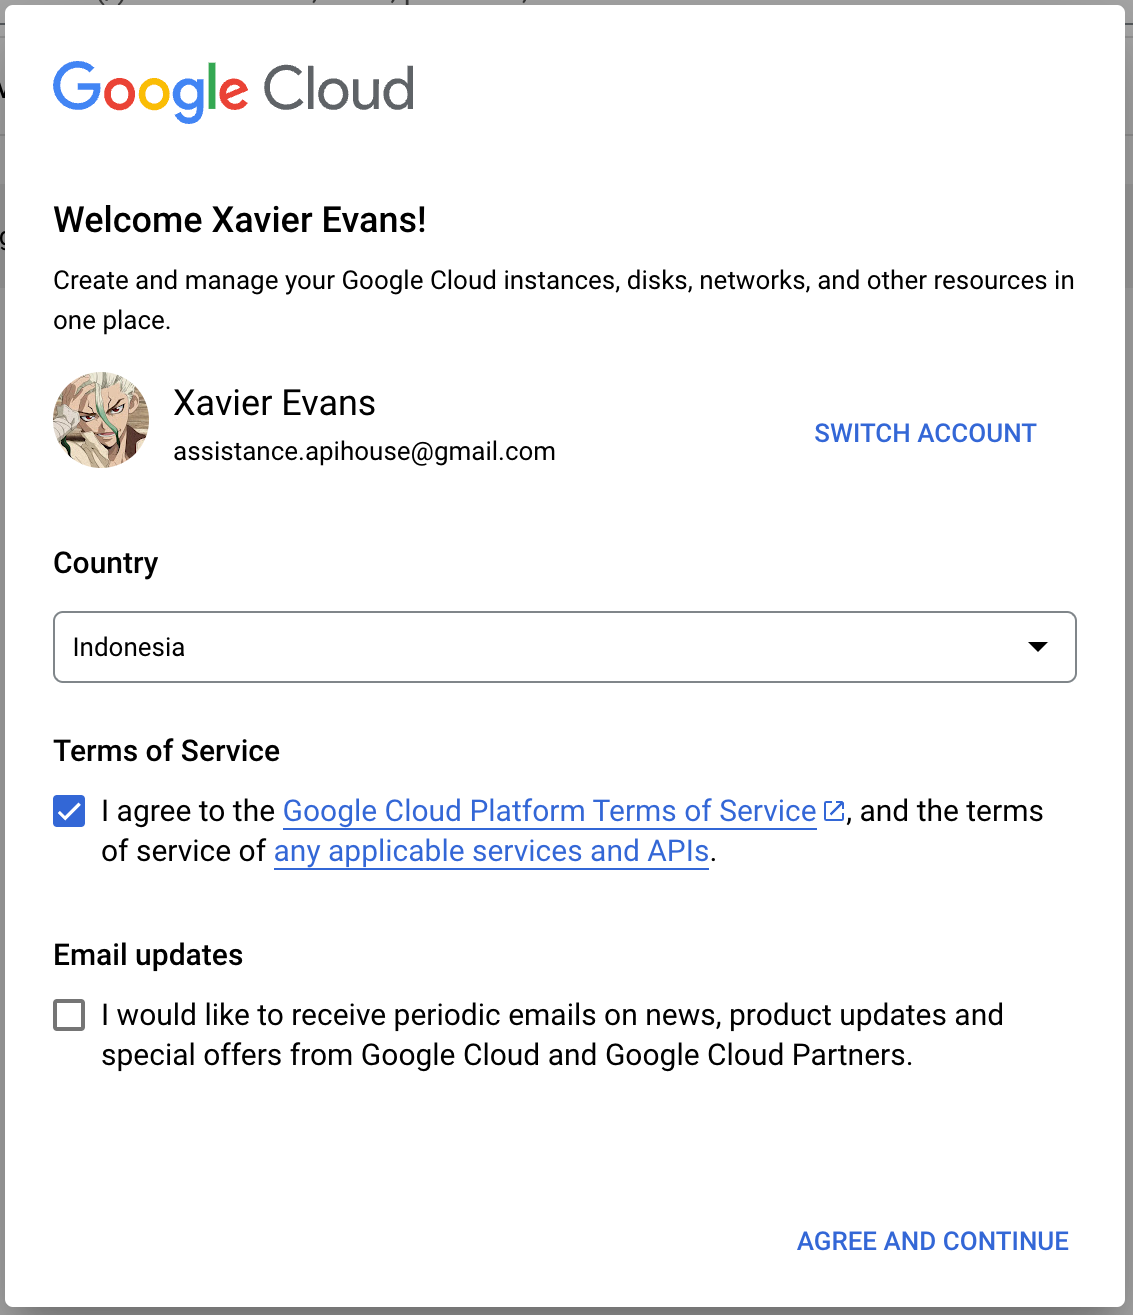 Google Cloud
Welcome Xavier Evans!
Create and manage your Google Cloud instances, disks, networks, and other resources in
one place.
Xavier Evans
assistance.apihouse@gmail.com
SWITCH ACCOUNT
Country
Indonesia
Terms of Service
I agree to the Google Cloud Platform Terms of Service, and the terms
of service of any applicable services and APIs.
Email updates
I would like to receive periodic emails on news, product updates and
special offers from Google Cloud and Google Cloud Partners.
AGREE AND CONTINUE